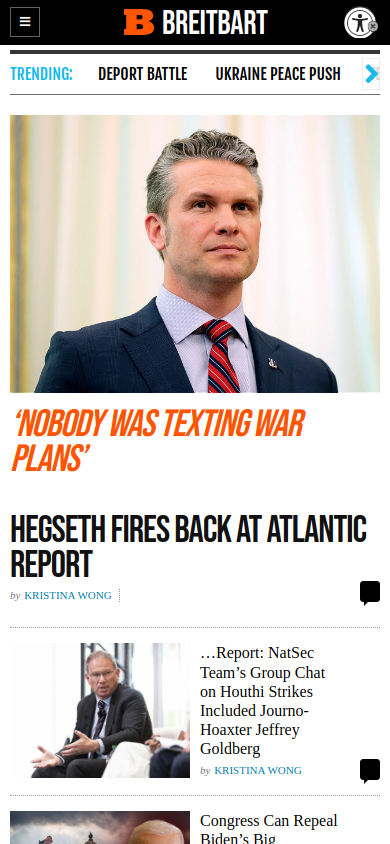 BREITBART
TRENDING:
DEPORT BATTLE
UKRAINE PEACE PUSH
‘NOBODY WAS TEXTING WAR
PLANS’
HEGSETH FIRES BACK AT ATLANTIC
REPORT
by KRISTINA WONG
…Report: NatSec
Team’s Group Chat
on Houthi Strikes
Included Journo-
Hoaxter Jeffrey
Goldberg
by KRISTINA WONG
Congress Can Repeal
Biden’s Big